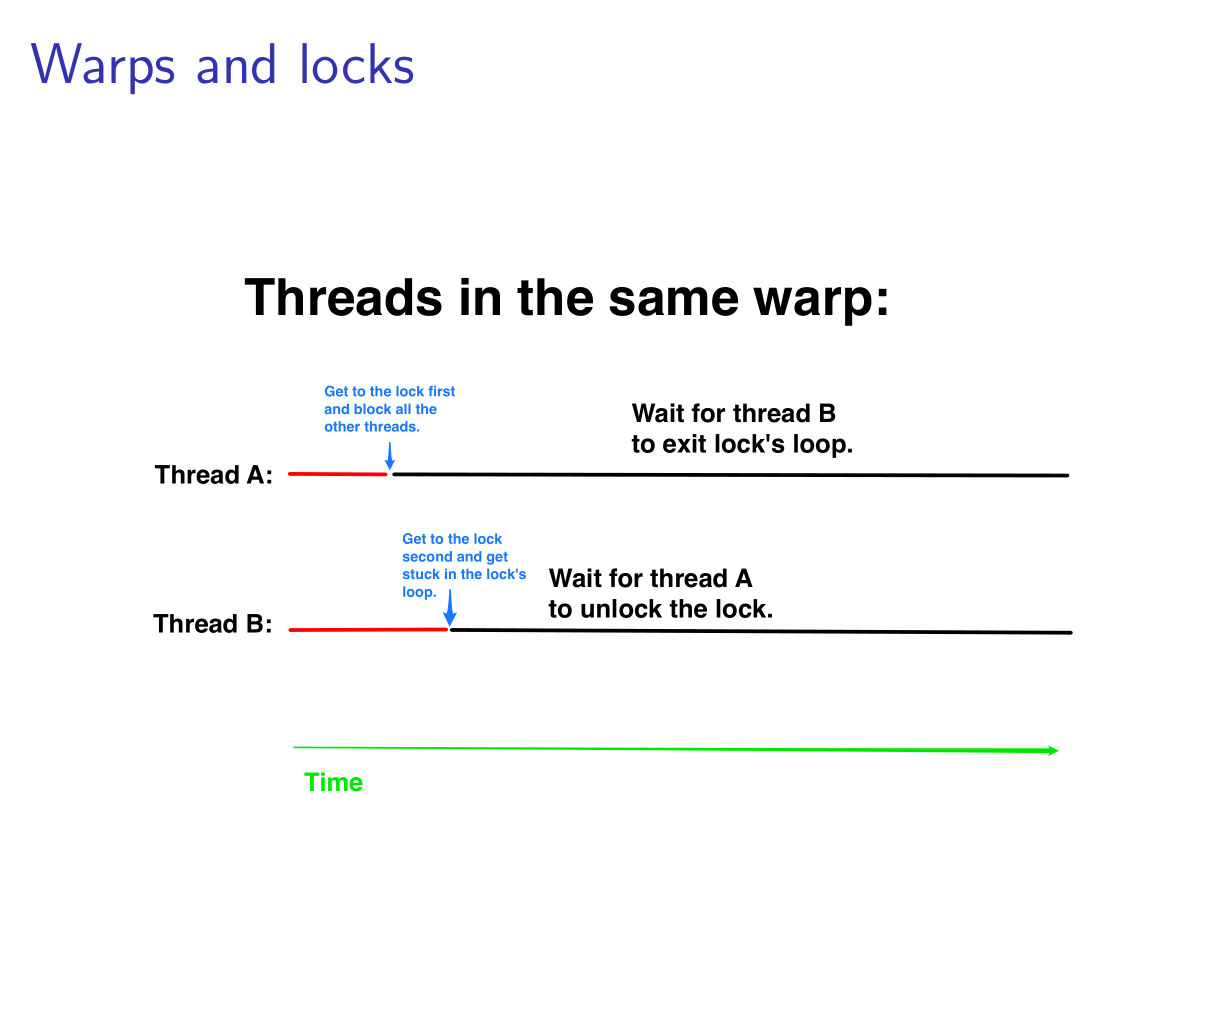 Warps and locks
Threads in the same warp:
Get to the lock first
and block all the
other threads.
Wait for thread B
to exit lock's loop.
Thread A:
Get to the lock
second and get
stuck in the lock's
loop.
Wait for thread A
to unlock the lock.
Thread B:
Time